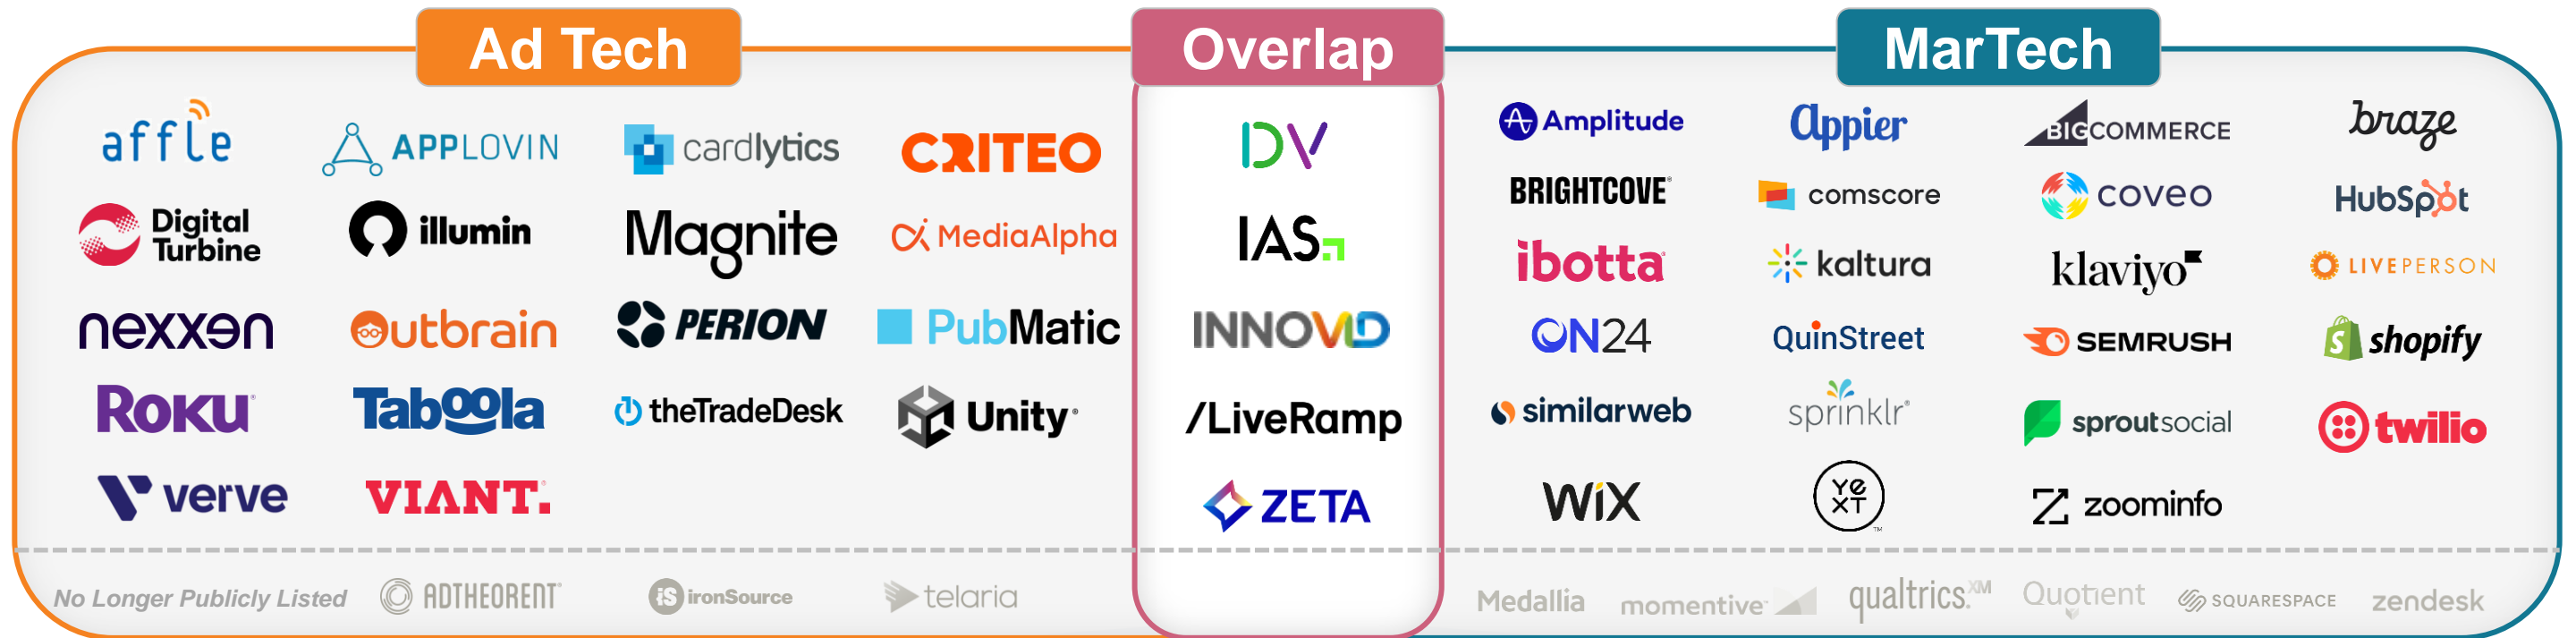 Ad Tech
Overlap
MarTech
affle
APPLOVIN
cardlytics
CRITEO
Digital
Turbine
illumin
Magnite
MediaAlpha
nexxen
Outbrain
PERION
PubMatic
ROKU
Taboola
theTradeDesk
Unity
verve
VIANT.
DV
IAS
INNOVID
/LiveRamp
ZETA
Amplitude
appier
BIGCOMMERCE
braze
BRIGHTCOVE
comscore
coveo
HubSpot
ibotta
kaltura
klaviyo
LIVEPERSON
ON24
QuinStreet
SEMRUSH
shopify
similarweb
sprinklr
sproutsocial
twilio
WiX
YEXT
zoominfo
No Longer Publicly Listed
ADTHEORENT
iS ironSource
telaria
Medallia
momentive
qualtrics.XM
Quotient
SQUARESPACE
zendesk